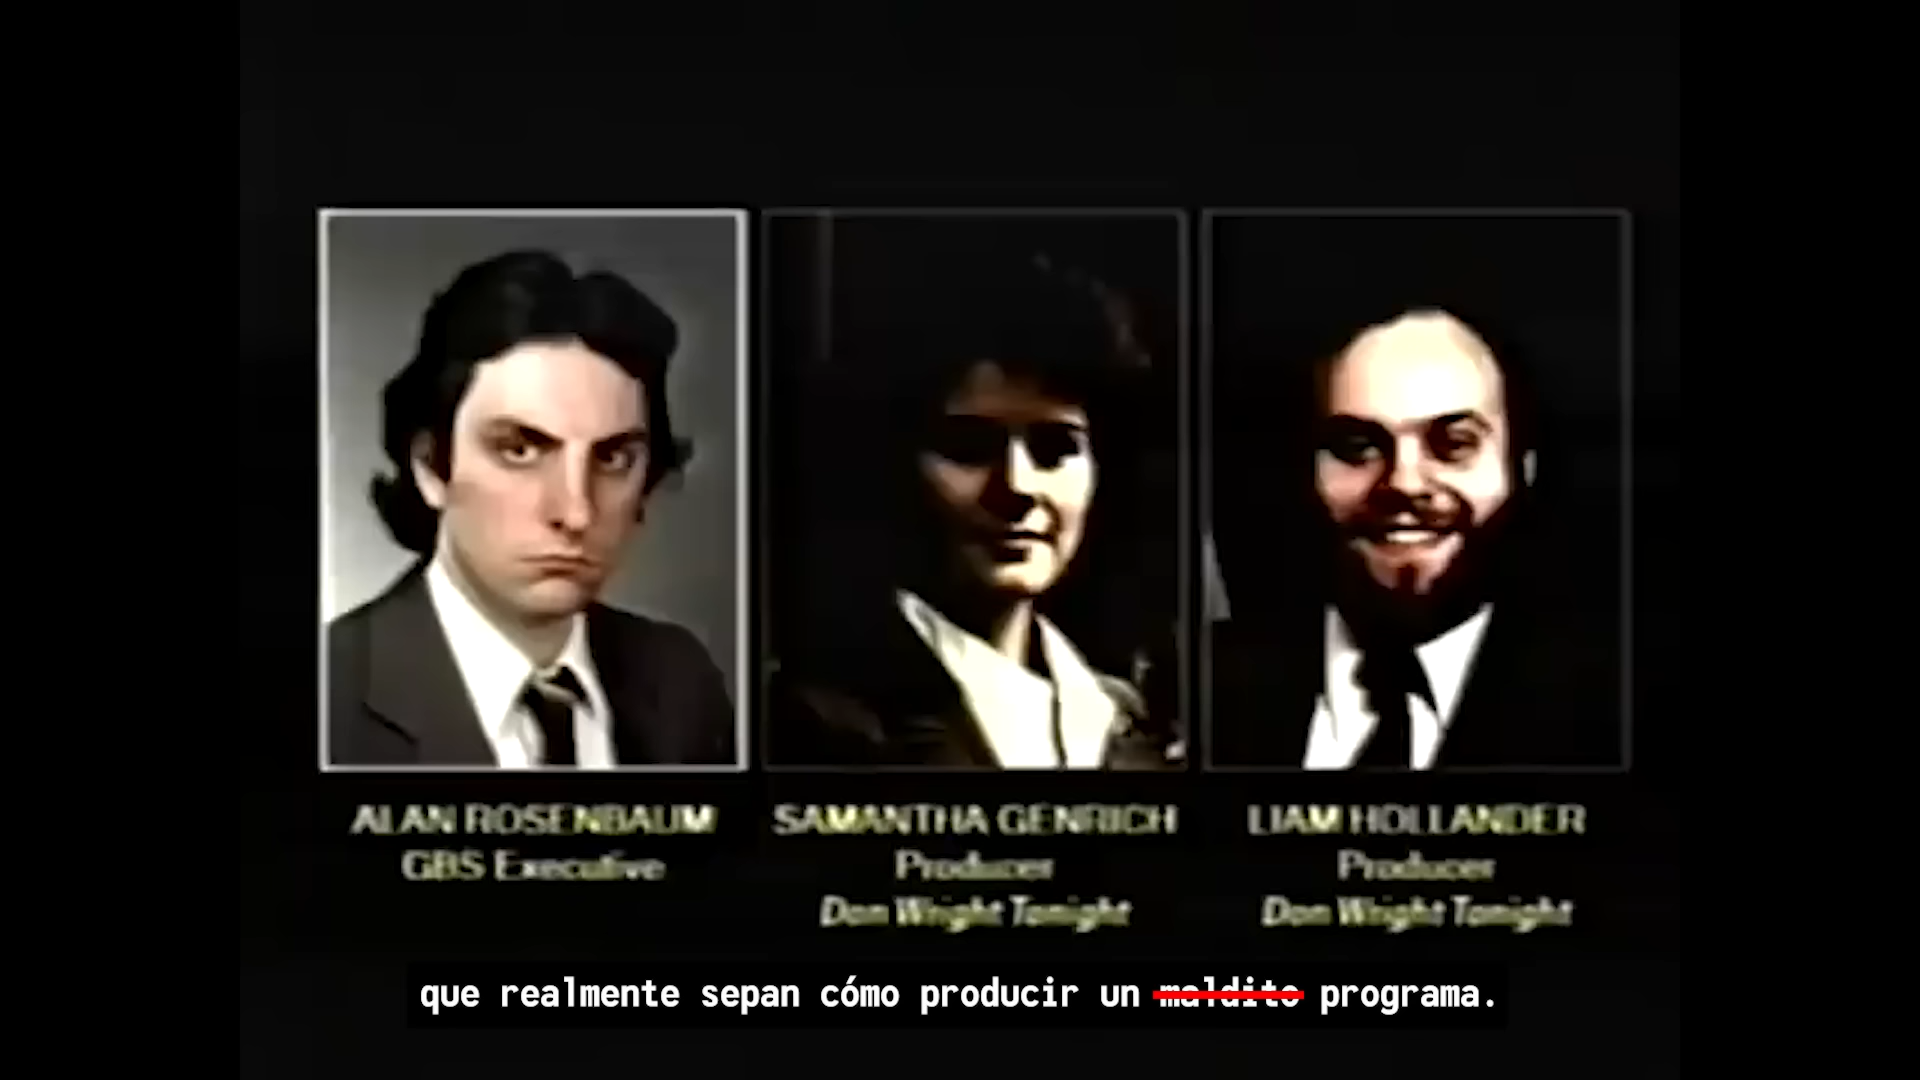 ALAN ROSENBAUM
GBS Executive
SAMANTHA GENRICH
Producer
Don Wright Tonight
LIAM HOLLANDER
Producer
Don Wright Tonight
que realmente sepan cómo producir un maldito programa.